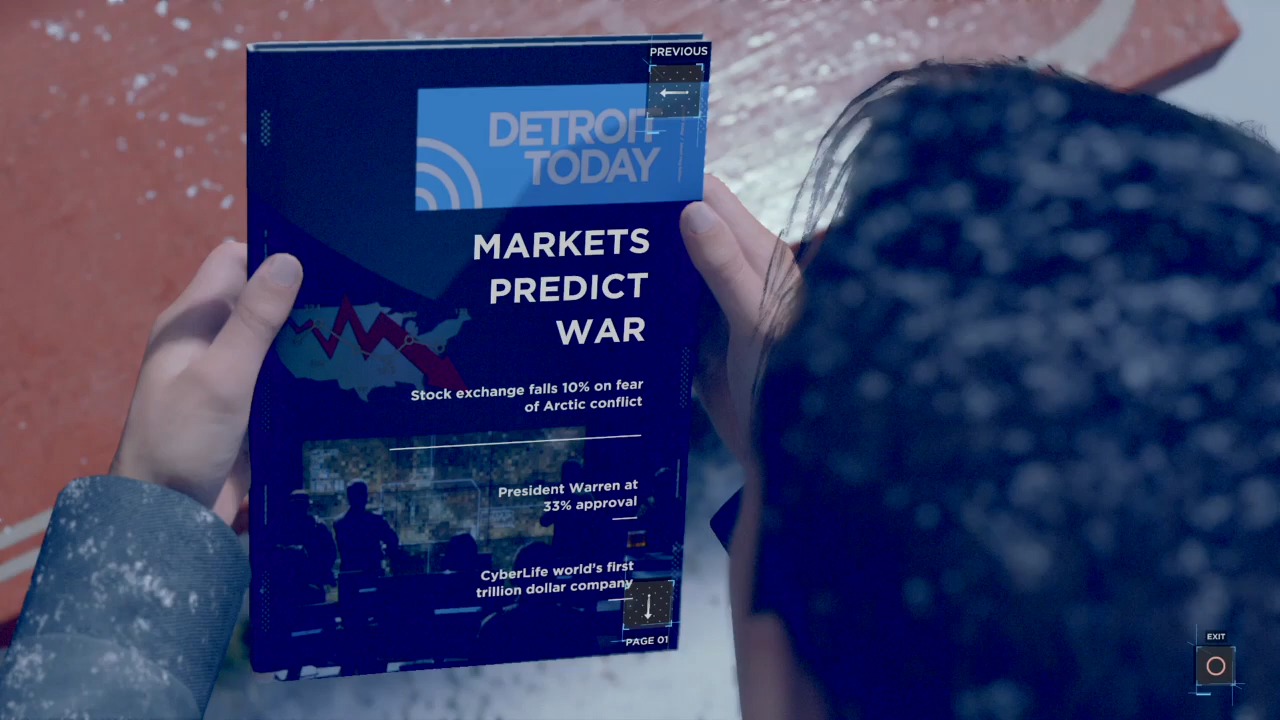 PREVIOUS
DETROIT
TODAY
MARKETS
PREDICT
WAR
Stock exchange falls 10% on fear
of Arctic conflict
President Warren at
33% approval
CyberLife world's first
trillion dollar company
PAGE 01
EXIT